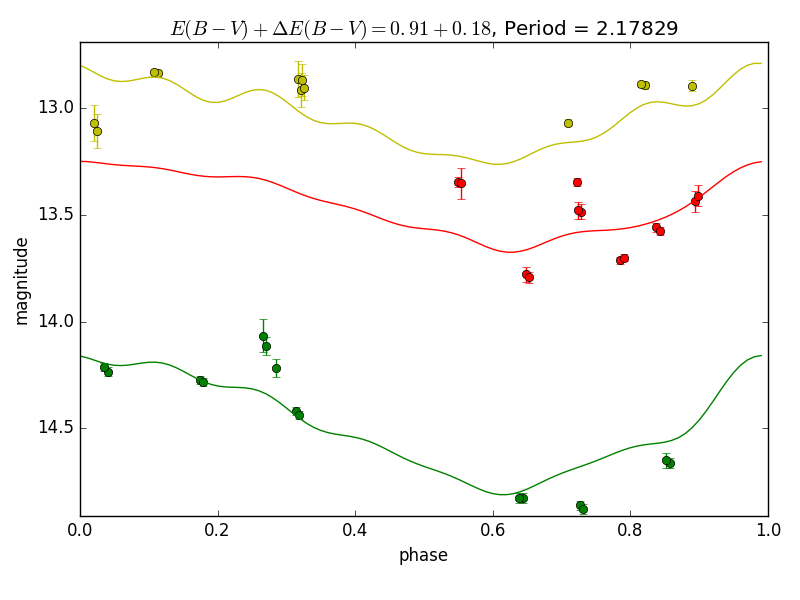 E(B − V) + ΔE(B − V) = 0.91 + 0.18, Period = 2.17829
13.0
13.5
14.0
14.5
magnitude
0.0 0.2 0.4 0.6 0.8 1.0
phase